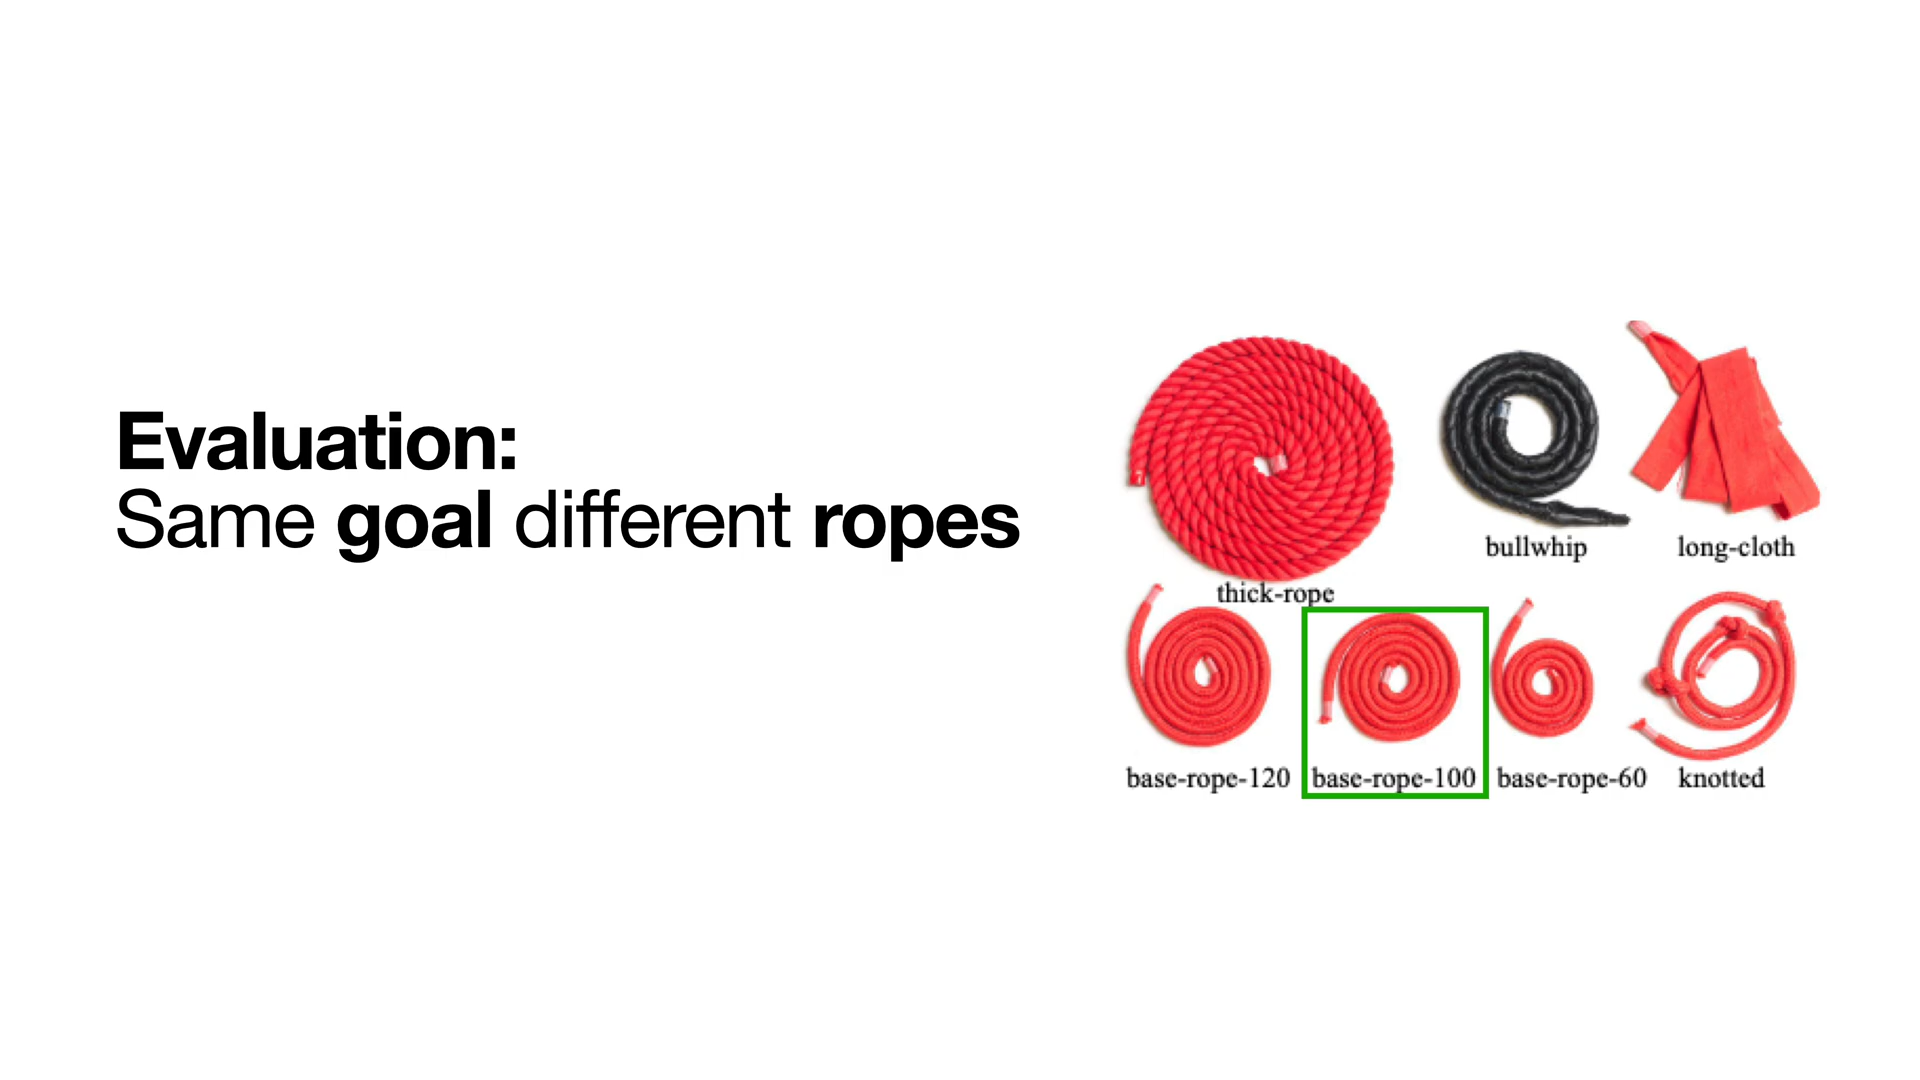 Evaluation:
Same goal different ropes
bullwhip
long-cloth
thick-rope
base-rope-120
base-rope-100
base-rope-60
knotted